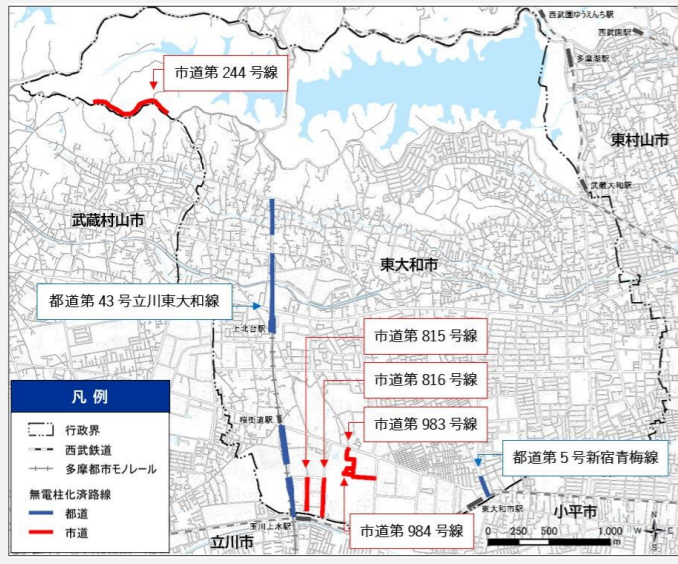 西武園ゆうえんち駅
西武園駅
多摩湖駅
市道第 244 号線
東村山市
武蔵大和駅
武蔵村山市
東大和市
都道第 43 号立川東大和線
上北台駅
市道第 815 号線
市道第 816 号線
凡 例
桜街道駅
市道第 983 号線
行政界
西武鉄道
多摩都市モノレール
都道第 5 号新宿青梅線
無電柱化済路線
都道
市道
東大和市駅
小平市
玉川上水駅
立川市
市道第 984 号線
0 250 500 1,000
m
N
W E
S